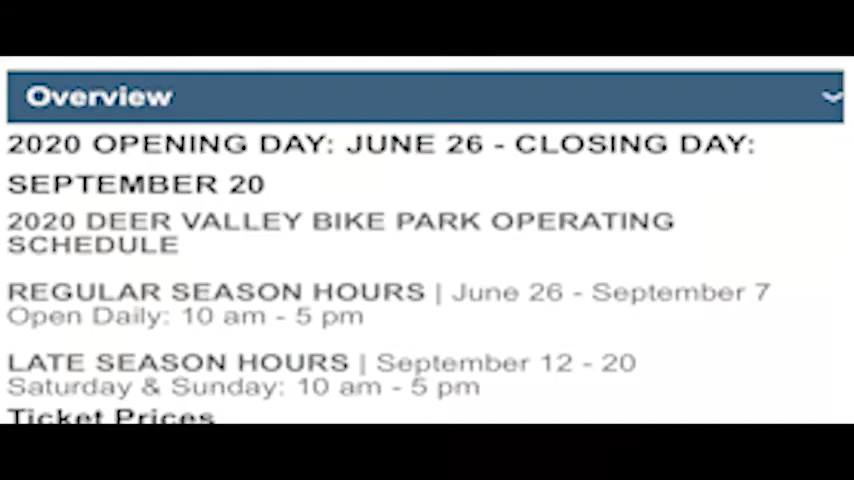 Overview
2020 OPENING DAY: JUNE 26 - CLOSING DAY:
SEPTEMBER 20
2020 DEER VALLEY BIKE PARK OPERATING
SCHEDULE
REGULAR SEASON HOURS | June 26 - September 7
Open Daily: 10 am - 5 pm
LATE SEASON HOURS | September 12 - 20
Saturday & Sunday: 10 am - 5 pm
Ticket Prices